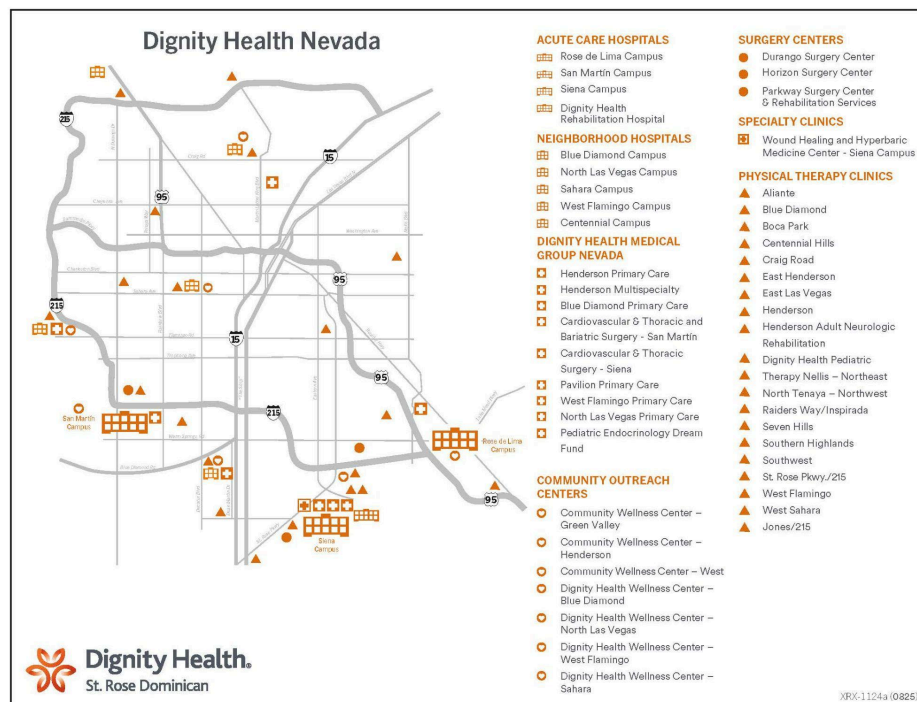 Dignity Health Nevada
215
15
95
95
95
95
215
15
215
San Martín
Campus
Rose de Lima
Campus
Siena
Campus
Dignity Health.
St. Rose Dominican
ACUTE CARE HOSPITALS
Rose de Lima Campus
San Martín Campus
Siena Campus
Dignity Health
Rehabilitation Hospital
NEIGHBORHOOD HOSPITALS
Blue Diamond Campus
North Las Vegas Campus
Sahara Campus
West Flamingo Campus
Centennial Campus
DIGNITY HEALTH MEDICAL
GROUP NEVADA
Henderson Primary Care
Henderson Multispecialty
Blue Diamond Primary Care
Cardiovascular & Thoracic and
Bariatric Surgery - San Martín
Cardiovascular & Thoracic
Surgery - Siena
Pavilion Primary Care
West Flamingo Primary Care
North Las Vegas Primary Care
Pediatric Endocrinology Dream
Fund
COMMUNITY OUTREACH
CENTERS
Community Wellness Center –
Green Valley
Community Wellness Center –
Henderson
Community Wellness Center – West
Dignity Health Wellness Center –
Blue Diamond
Dignity Health Wellness Center –
North Las Vegas
Dignity Health Wellness Center –
West Flamingo
Dignity Health Wellness Center –
Sahara
SURGERY CENTERS
Durango Surgery Center
Horizon Surgery Center
Parkway Surgery Center
& Rehabilitation Services
SPECIALTY CLINICS
Wound Healing and Hyperbaric
Medicine Center - Siena Campus
PHYSICAL THERAPY CLINICS
Aliante
Blue Diamond
Boca Park
Centennial Hills
Craig Road
East Henderson
East Las Vegas
Henderson
Henderson Adult Neurologic
Rehabilitation
Dignity Health Pediatric
Therapy Nellis – Northeast
North Tenaya – Northwest
Raiders Way/Inspirada
Seven Hills
Southern Highlands
Southwest
St. Rose Pkwy./215
West Flamingo
West Sahara
Jones/215
XRX-1124a (0825)